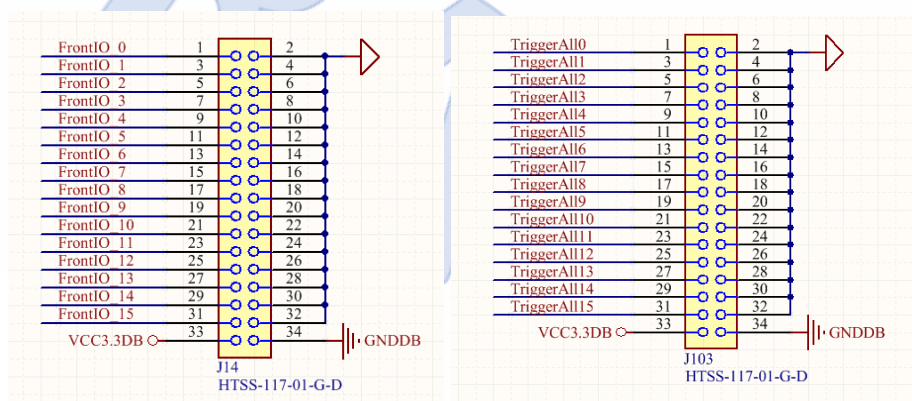 FrontIO_0 1 2
FrontIO_1 3 4
FrontIO_2 5 6
FrontIO_3 7 8
FrontIO_4 9 10
FrontIO_5 11 12
FrontIO_6 13 14
FrontIO_7 15 16
FrontIO_8 17 18
FrontIO_9 19 20
FrontIO_10 21 22
FrontIO_11 23 24
FrontIO_12 25 26
FrontIO_13 27 28
FrontIO_14 29 30
FrontIO_15 31 32
VCC3.3DB 33 34 GNDDB
J14
HTSS-117-01-G-D
TriggerAll0 1 2
TriggerAll1 3 4
TriggerAll2 5 6
TriggerAll3 7 8
TriggerAll4 9 10
TriggerAll5 11 12
TriggerAll6 13 14
TriggerAll7 15 16
TriggerAll8 17 18
TriggerAll9 19 20
TriggerAll10 21 22
TriggerAll11 23 24
TriggerAll12 25 26
TriggerAll13 27 28
TriggerAll14 29 30
TriggerAll15 31 32
VCC3.3DB 33 34 GNDDB
J103
HTSS-117-01-G-D